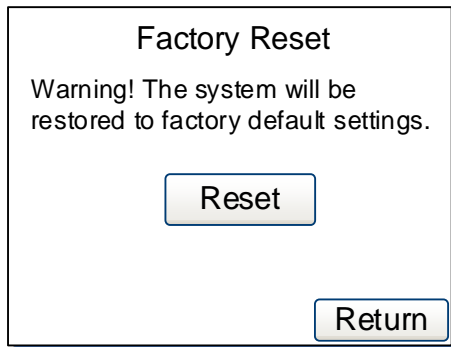 Factory Reset
Warning! The system will be
restored to factory default settings.
Reset
Return